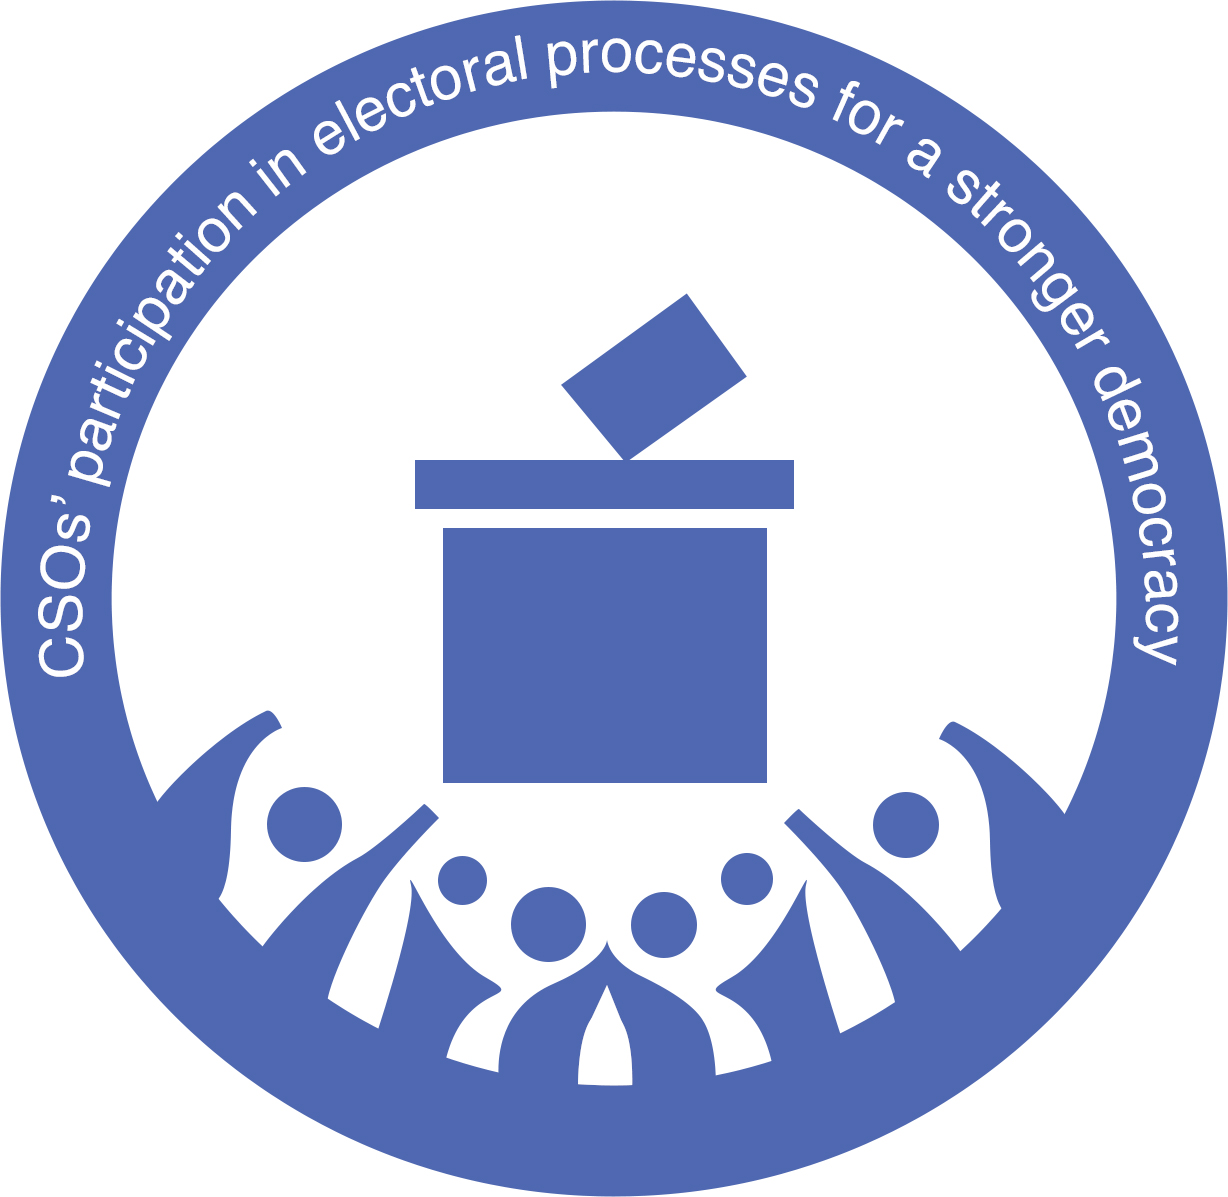 CSOs’ participation in electoral processes for a stronger democracy